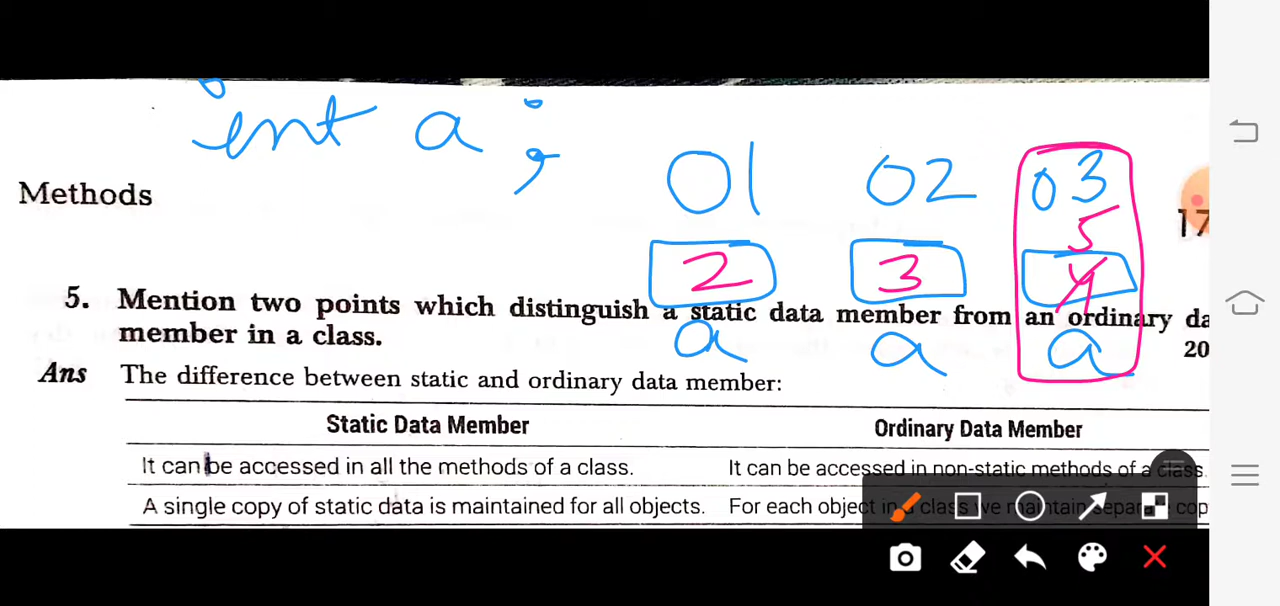 int a ;
01 02 03
Methods
5
17
2 3 4
5. Mention two points which distinguish a static data member from an ordinary da
member in a class.
20
a a a
Ans The difference between static and ordinary data member:
Static Data Member Ordinary Data Member
It can be accessed in all the methods of a class. It can be accessed in non-static methods of a class.
A single copy of static data is maintained for all objects. For each object in a class we maintain separate cop